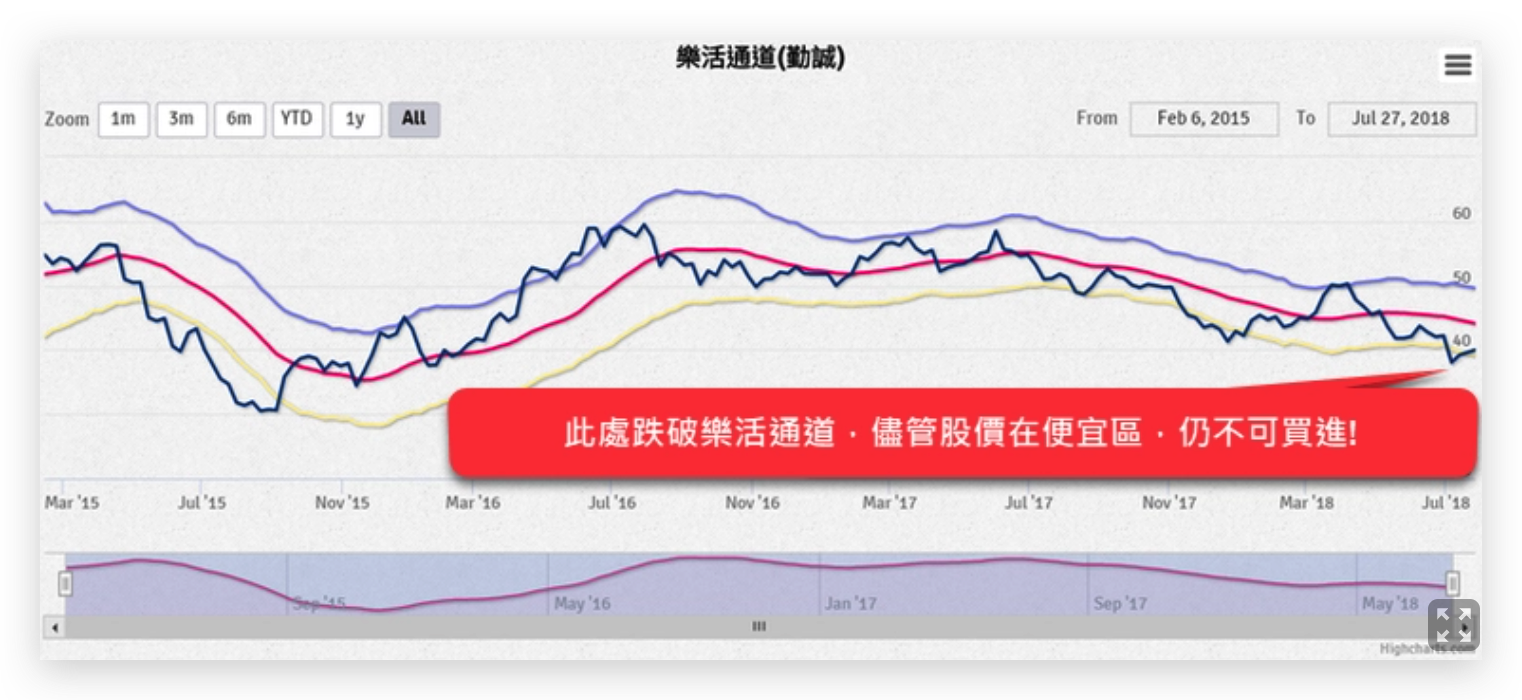 樂活通道(勤誠)
Zoom 1m 3m 6m YTD 1y All From Feb 6, 2015 To Jul 27, 2018
60
50
40
此處跌破樂活通道，儘管股價在便宜區，仍不可買進!
Mar '15 Jul '15 Nov '15 Mar '16 Jul '16 Nov '16 Mar '17 Jul '17 Nov '17 Mar '18 Jul '18
Sep '15 May '16 Jan '17 Sep '17 May '18
Highcharts.com